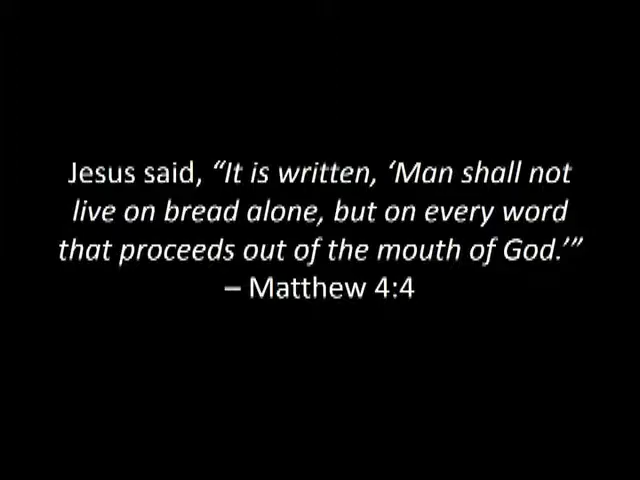 Jesus said, “It is written, ‘Man shall not
live on bread alone, but on every word
that proceeds out of the mouth of God.’”
– Matthew 4:4